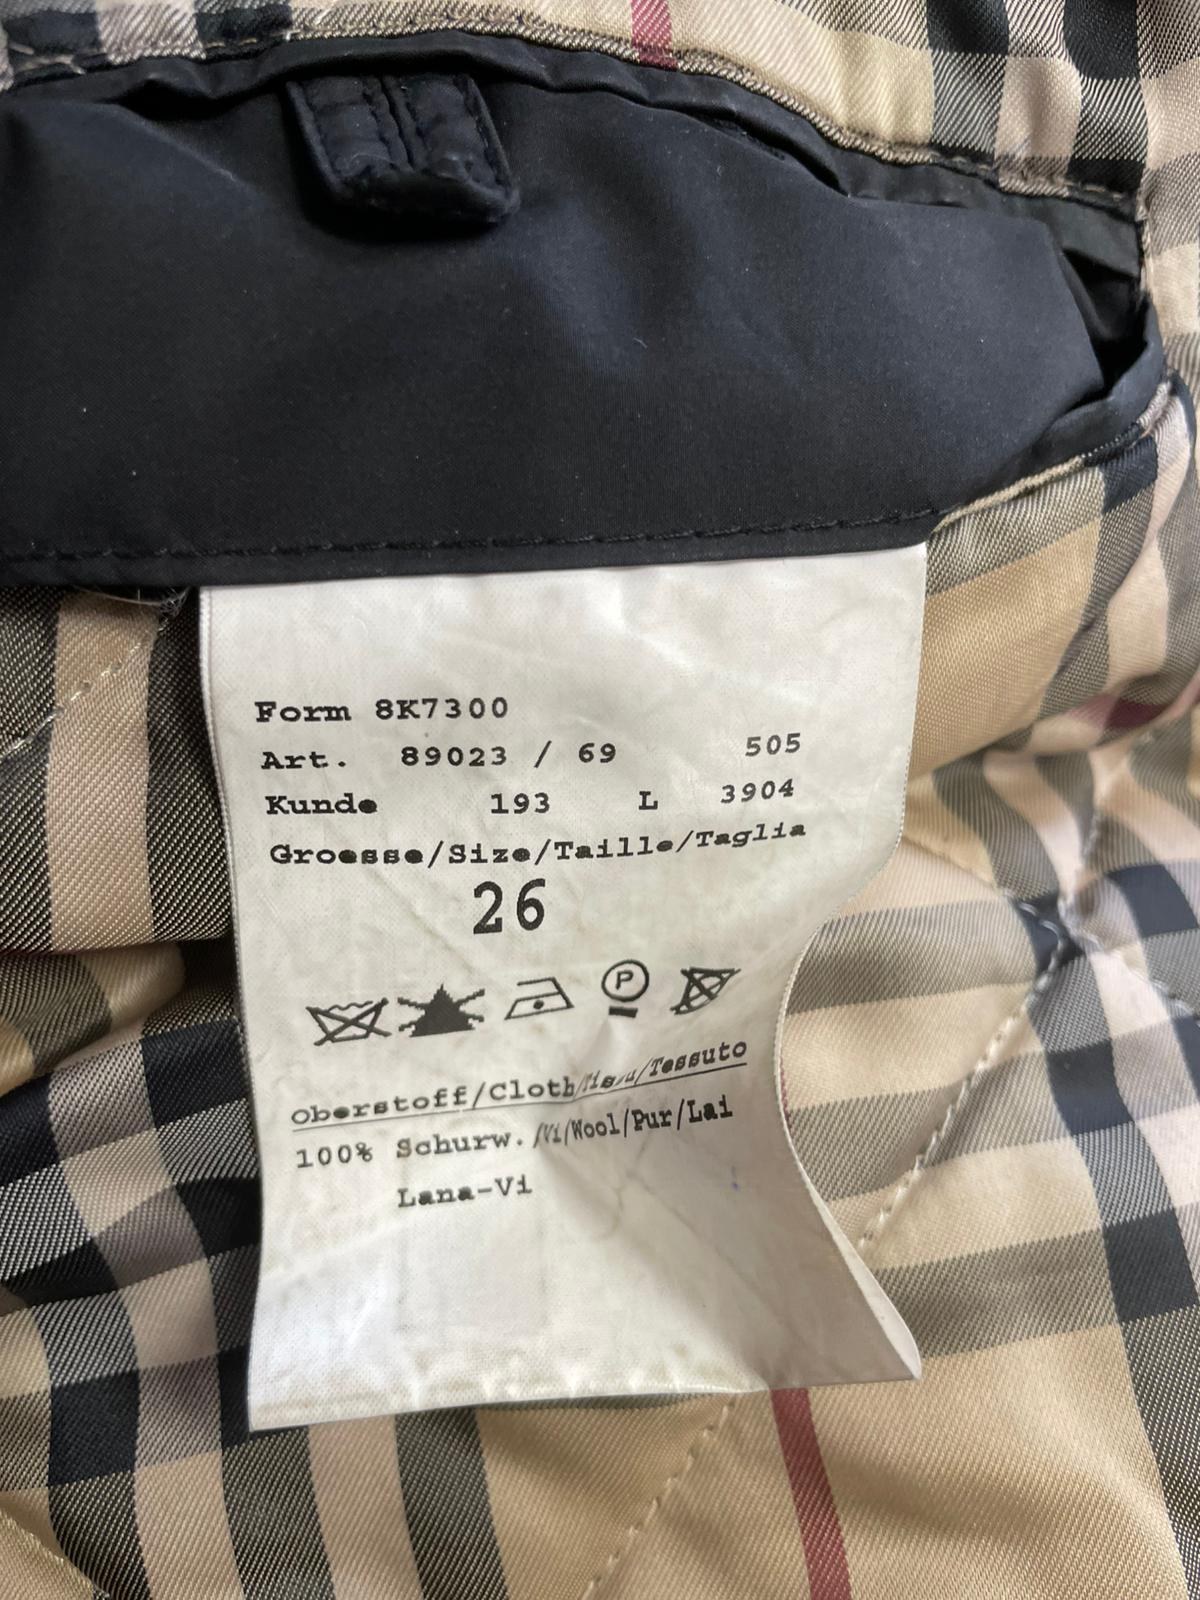 Form 8K7300
Art. 89023 / 69 505
Kunde 193 L 3904
Groesse/Size/Taille/Taglia
26
P
Oberstoff/Cloth/Tissu/Tessuto
100% Schurw./Vi/Wool/Pur/Lai
Lana-Vi